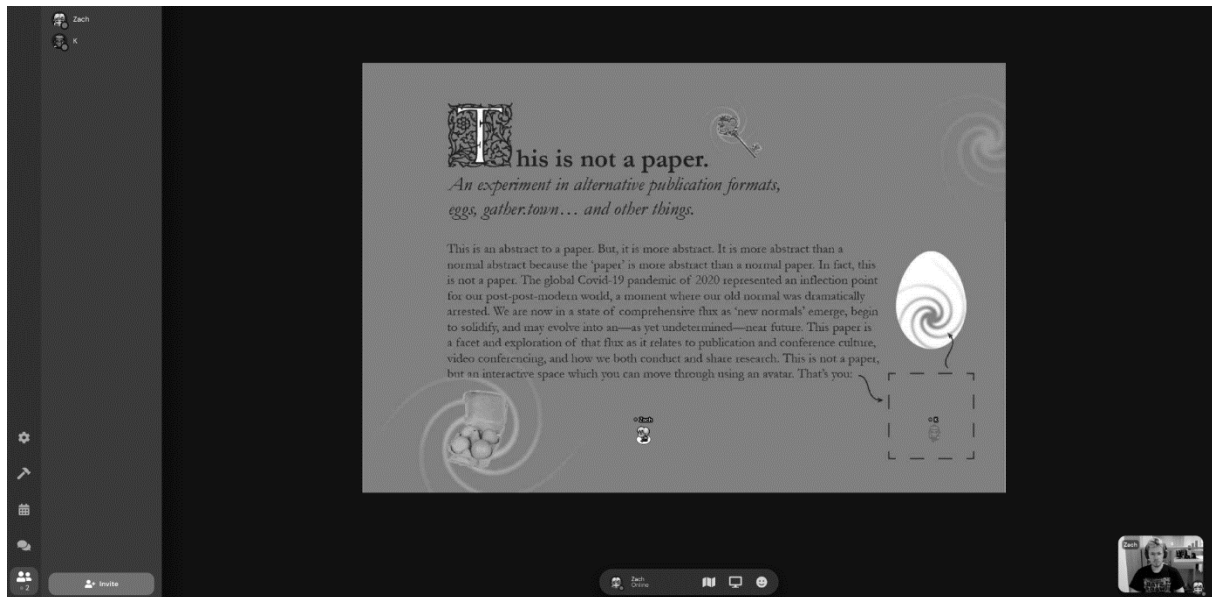 Zach
K
This is not a paper.
An experiment in alternative publication formats,
eggs, gather.town… and other things.
This is an abstract to a paper. But, it is more abstract. It is more abstract than a
normal abstract because the ‘paper’ is more abstract than a normal paper. In fact, this
is not a paper. The global Covid-19 pandemic of 2020 represented an inflection point
for our post-post-modern world, a moment where our old normal was dramatically
arrested. We are now in a state of comprehensive flux as ‘new normals’ emerge, begin
to solidify, and may evolve into an—as yet undetermined—near future. This paper is
a facet and exploration of that flux as it relates to publication and conference culture,
video conferencing, and how we both conduct and share research. This is not a paper,
but an interactive space which you can move through using an avatar. That’s you:
Zach
G
2
Invite
Zach
Online
Zach